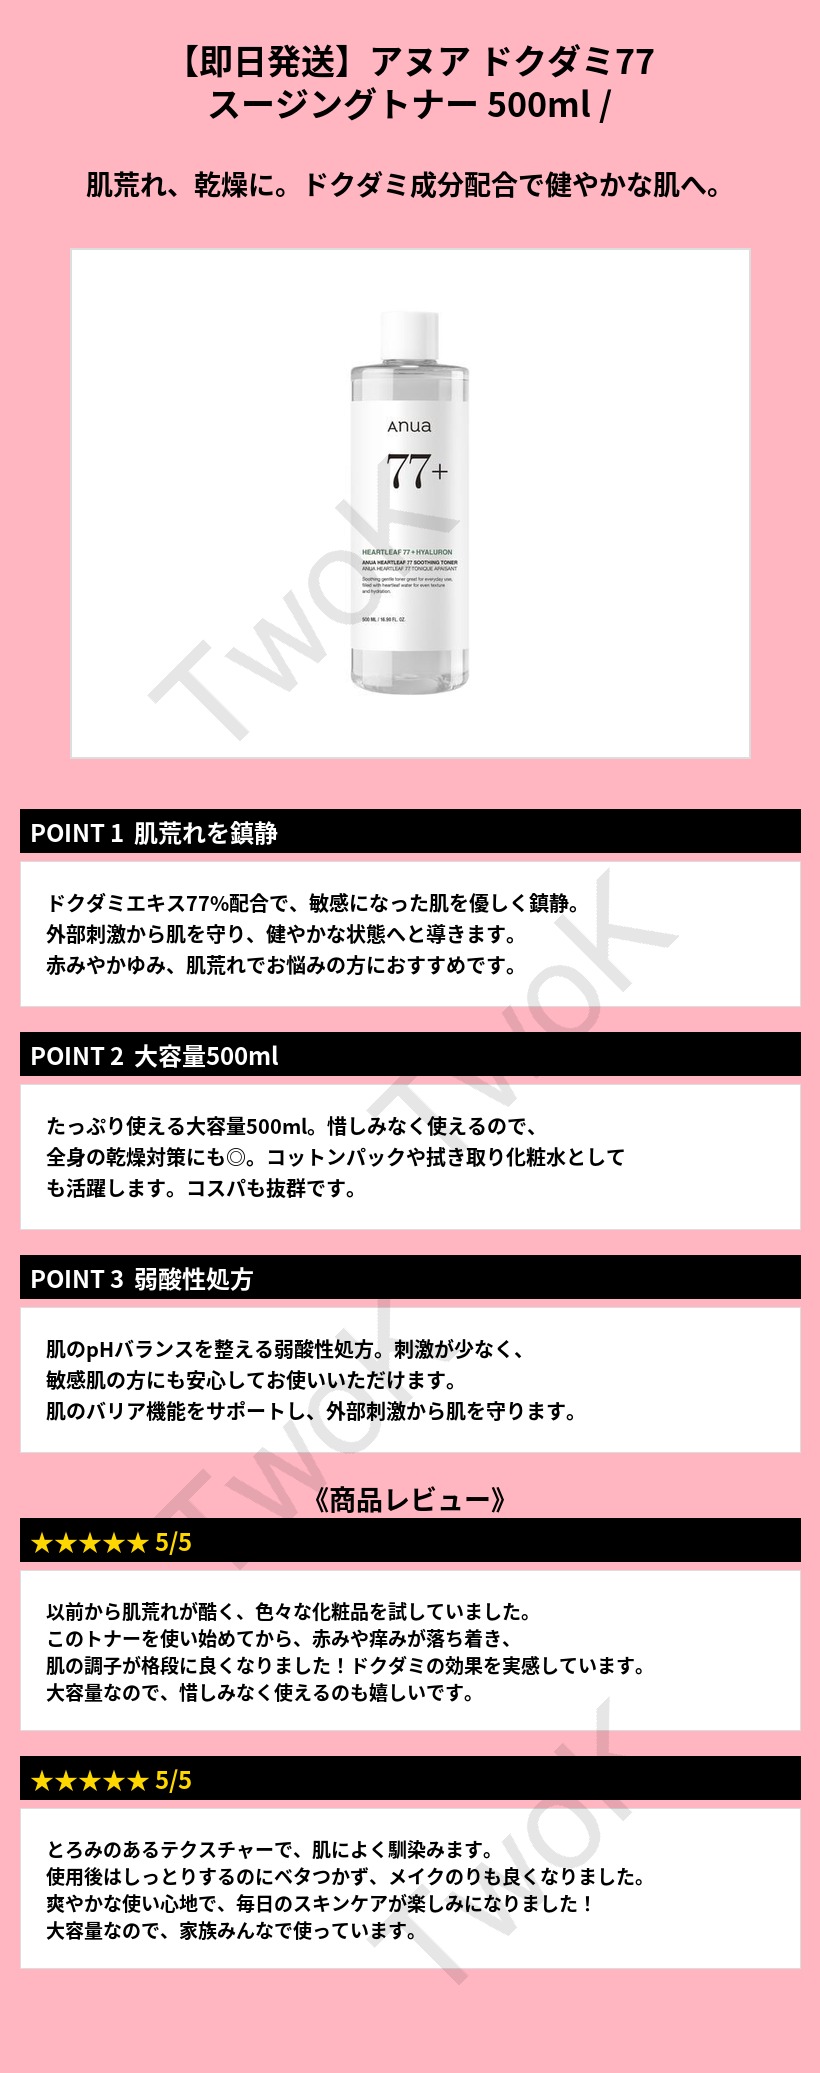 【即日発送】アヌア ドクダミ77
スージングトナー 500ml /
肌荒れ、乾燥に。ドクダミ成分配合で健やかな肌へ。
Anua
77+
HEARTLEAF 77+HYALURON
ANUA HEARTLEAF 77 SOOTHING TONER
ANUA HEARTLEAF 77 TONIQUE APAISANT
Soothing gentle toner great for everyday use,
filled with heartleaf water for even texture
and hydration.
500 ML / 16.90 FL. OZ.
TwoK
POINT 1 肌荒れを鎮静
ドクダミエキス77%配合で、敏感になった肌を優しく鎮静。
外部刺激から肌を守り、健やかな状態へと導きます。
赤みやかゆみ、肌荒れでお悩みの方におすすめです。
TwoK
POINT 2 大容量500ml
たっぷり使える大容量500ml。惜しみなく使えるので、
全身の乾燥対策にも◎。コットンパックや拭き取り化粧水として
も活躍します。コスパも抜群です。
POINT 3 弱酸性処方
肌のpHバランスを整える弱酸性処方。刺激が少なく、
敏感肌の方にも安心してお使いいただけます。
肌のバリア機能をサポートし、外部刺激から肌を守ります。
TwoK
《商品レビュー》
★★★★★ 5/5
以前から肌荒れが酷く、色々な化粧品を試していました。
このトナーを使い始めてから、赤みや痒みが落ち着き、
肌の調子が格段に良くなりました！ドクダミの効果を実感しています。
大容量なので、惜しみなく使えるのも嬉しいです。
★★★★★ 5/5
とろみのあるテクスチャーで、肌によく馴染みます。
使用後はしっとりするのにベタつかず、メイクのりも良くなりました。
爽やかな使い心地で、毎日のスキンケアが楽しみになりました！
大容量なので、家族みんなで使っています。
TwoK